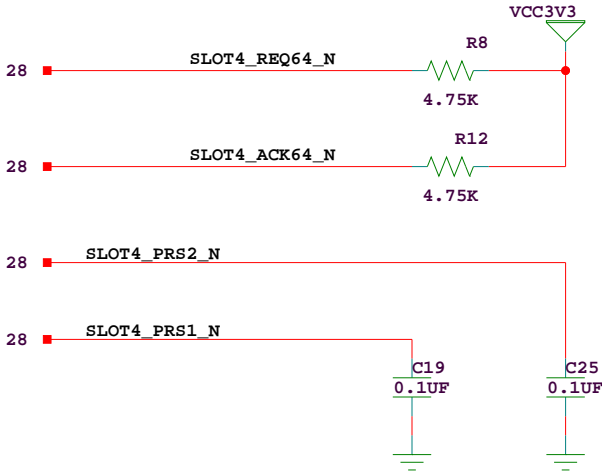 VCC3V3
SLOT4_REQ64_N
R8
28
4.75K
SLOT4_ACK64_N
R12
28
4.75K
SLOT4_PRS2_N
28
SLOT4_PRS1_N
28
C19
0.1UF
C25
0.1UF